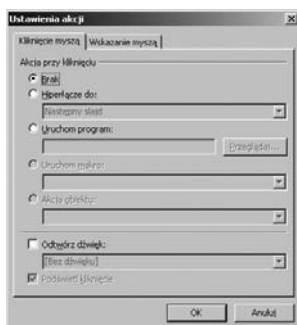 Ustawienia akcji
Kliknięcie myszą
Wskazanie myszą
Akcja przy kliknięciu
Brak
Hiperłącze do:
Następny slajd
Uruchom program:
Przeglądaj...
Uruchom makro:
Akcja obiektu:
Odtwórz dźwięk:
[Bez dźwięku]
Podświetl kliknięcie
OK
Anuluj